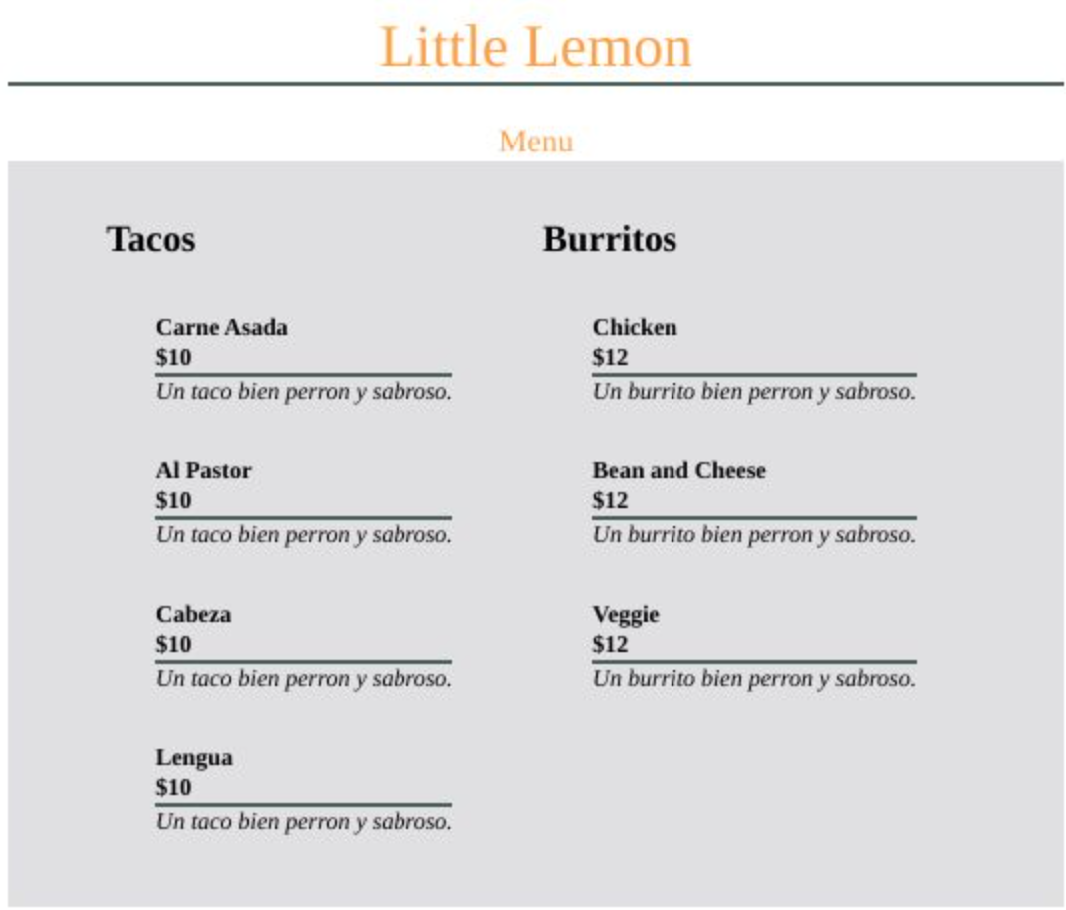 Little Lemon
Menu
Tacos
Carne Asada
$10
Un taco bien perron y sabroso.
Al Pastor
$10
Un taco bien perron y sabroso.
Cabeza
$10
Un taco bien perron y sabroso.
Lengua
$10
Un taco bien perron y sabroso.
Burritos
Chicken
$12
Un burrito bien perron y sabroso.
Bean and Cheese
$12
Un burrito bien perron y sabroso.
Veggie
$12
Un burrito bien perron y sabroso.